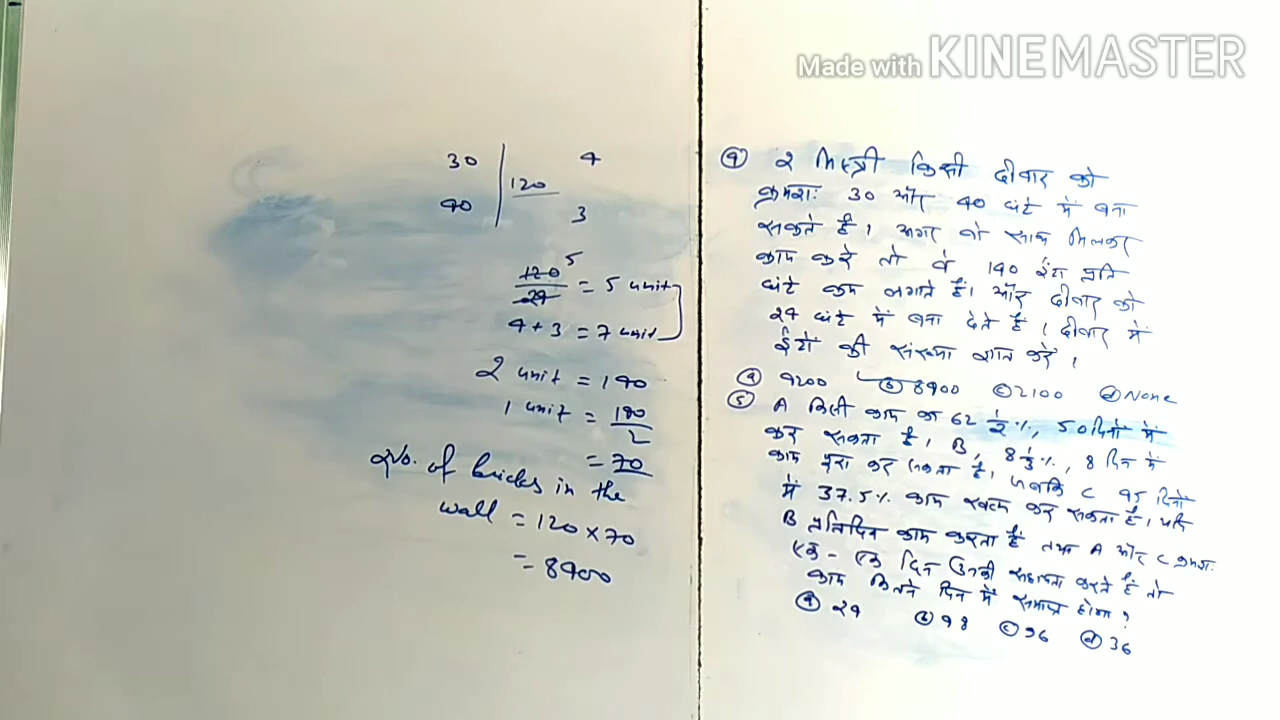 Made with KINEMASTER
30 4
120
40 3
120 5
24 = 5 unit
4 + 3 = 7 unit
2 unit = 140
1 unit = 140
2
= 70
No. of bricks in the
wall = 120 × 70
= 8400
④ 2 मिस्त्री किसी दीवार को
क्रमशः 30 और 40 घंटे में बना
सकते हैं। अगर वो साथ मिलकर
काम करे तो वे 140 ईंटा प्रति
घंटे कम लगाते हैं। और दीवार को
24 घंटे में बना देते हैं। दीवार में
ईंटो की संख्या ज्ञात करे।
ⓐ 4200 ⓑ 8400 ⓒ 2100 ⓓ None
⑤ A किसी काम का 62 1/2 %, 50 दिनों में
कर सकता है। B, 8 1/3 %, 8 दिन में
काम पूरा कर सकता है, जबकि C 45 दिनों
में 37.5% काम खत्म कर सकता है। यदि
B प्रतिदिन काम करता है तथा A और C क्रमशः
एक - एक दिन उनकी सहायता करते हैं तो
काम कितने दिन में समाप्त होगा?
ⓐ 24 ⓑ 48 ⓒ 96 ⓓ 36